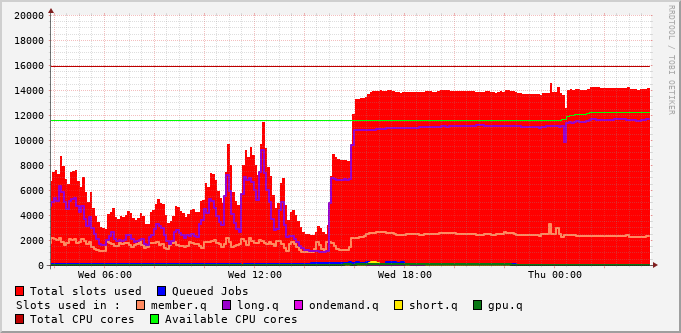 RRDTOOL / TOBI OETIKER
20000
18000
16000
14000
12000
10000
8000
6000
4000
2000
0
Wed 06:00 Wed 12:00 Wed 18:00 Thu 00:00
Total slots used Queued Jobs
Slots used in : member.q long.q ondemand.q short.q gpu.q
Total CPU cores Available CPU cores